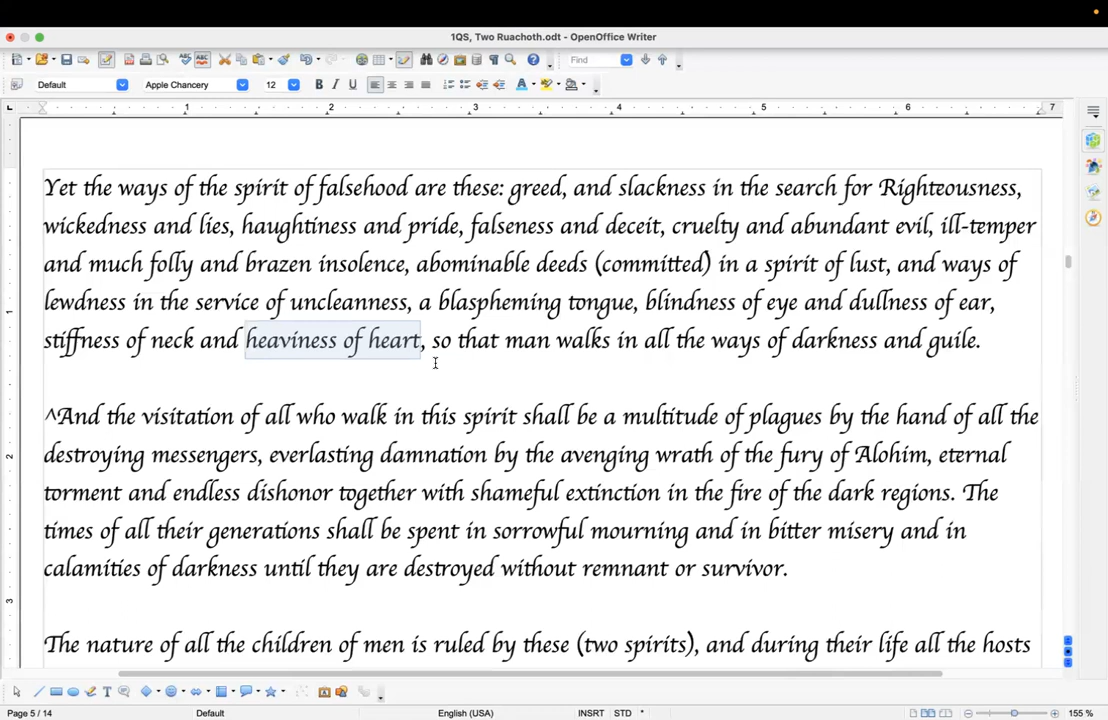 1QS, Two Ruachoth.odt - OpenOffice Writer
Find
Default Apple Chancery 12 B I U
1 2 3 4 5 6 7
Yet the ways of the spirit of falsehood are these: greed, and slackness in the search for Righteousness,
wickedness and lies, haughtiness and pride, falseness and deceit, cruelty and abundant evil, ill-temper
and much folly and brazen insolence, abominable deeds (committed) in a spirit of lust, and ways of
lewdness in the service of uncleanness, a blaspheming tongue, blindness of eye and dullness of ear,
stiffness of neck and heaviness of heart, so that man walks in all the ways of darkness and guile.
^And the visitation of all who walk in this spirit shall be a multitude of plagues by the hand of all the
destroying messengers, everlasting damnation by the avenging wrath of the fury of Alohim, eternal
torment and endless dishonor together with shameful extinction in the fire of the dark regions. The
times of all their generations shall be spent in sorrowful mourning and in bitter misery and in
calamities of darkness until they are destroyed without remnant or survivor.
The nature of all the children of men is ruled by these (two spirits), and during their life all the hosts
Page 5 / 14 Default English (USA) INSRT STD * 155 %